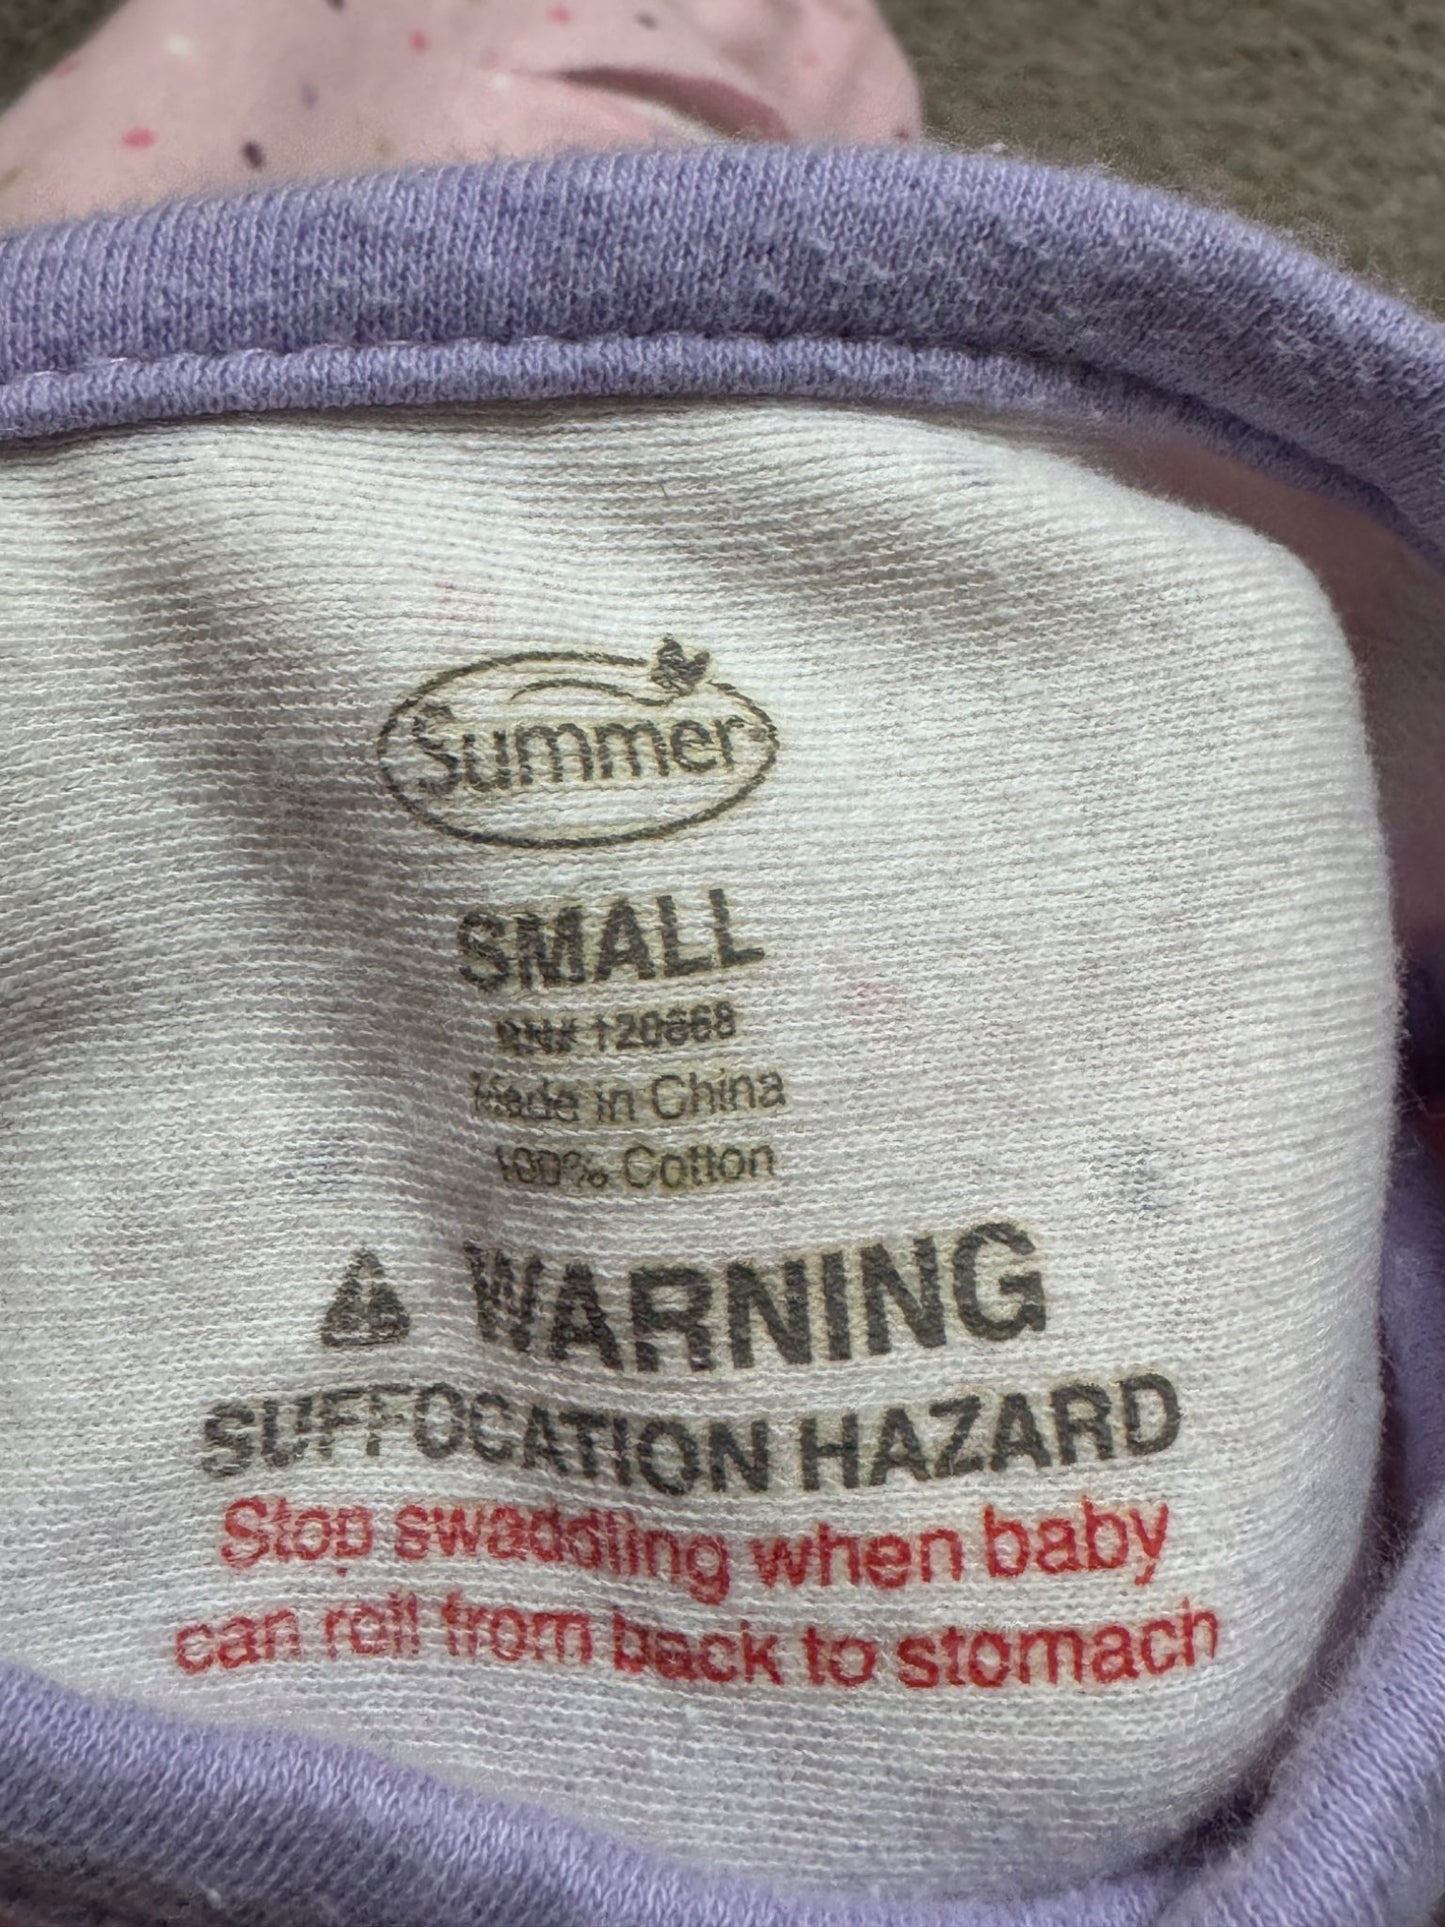 Summer
SMALL
RN# 120668
Made in China
100% Cotton
WARNING
SUFFOCATION HAZARD
Stop swaddling when baby
can roll from back to stomach